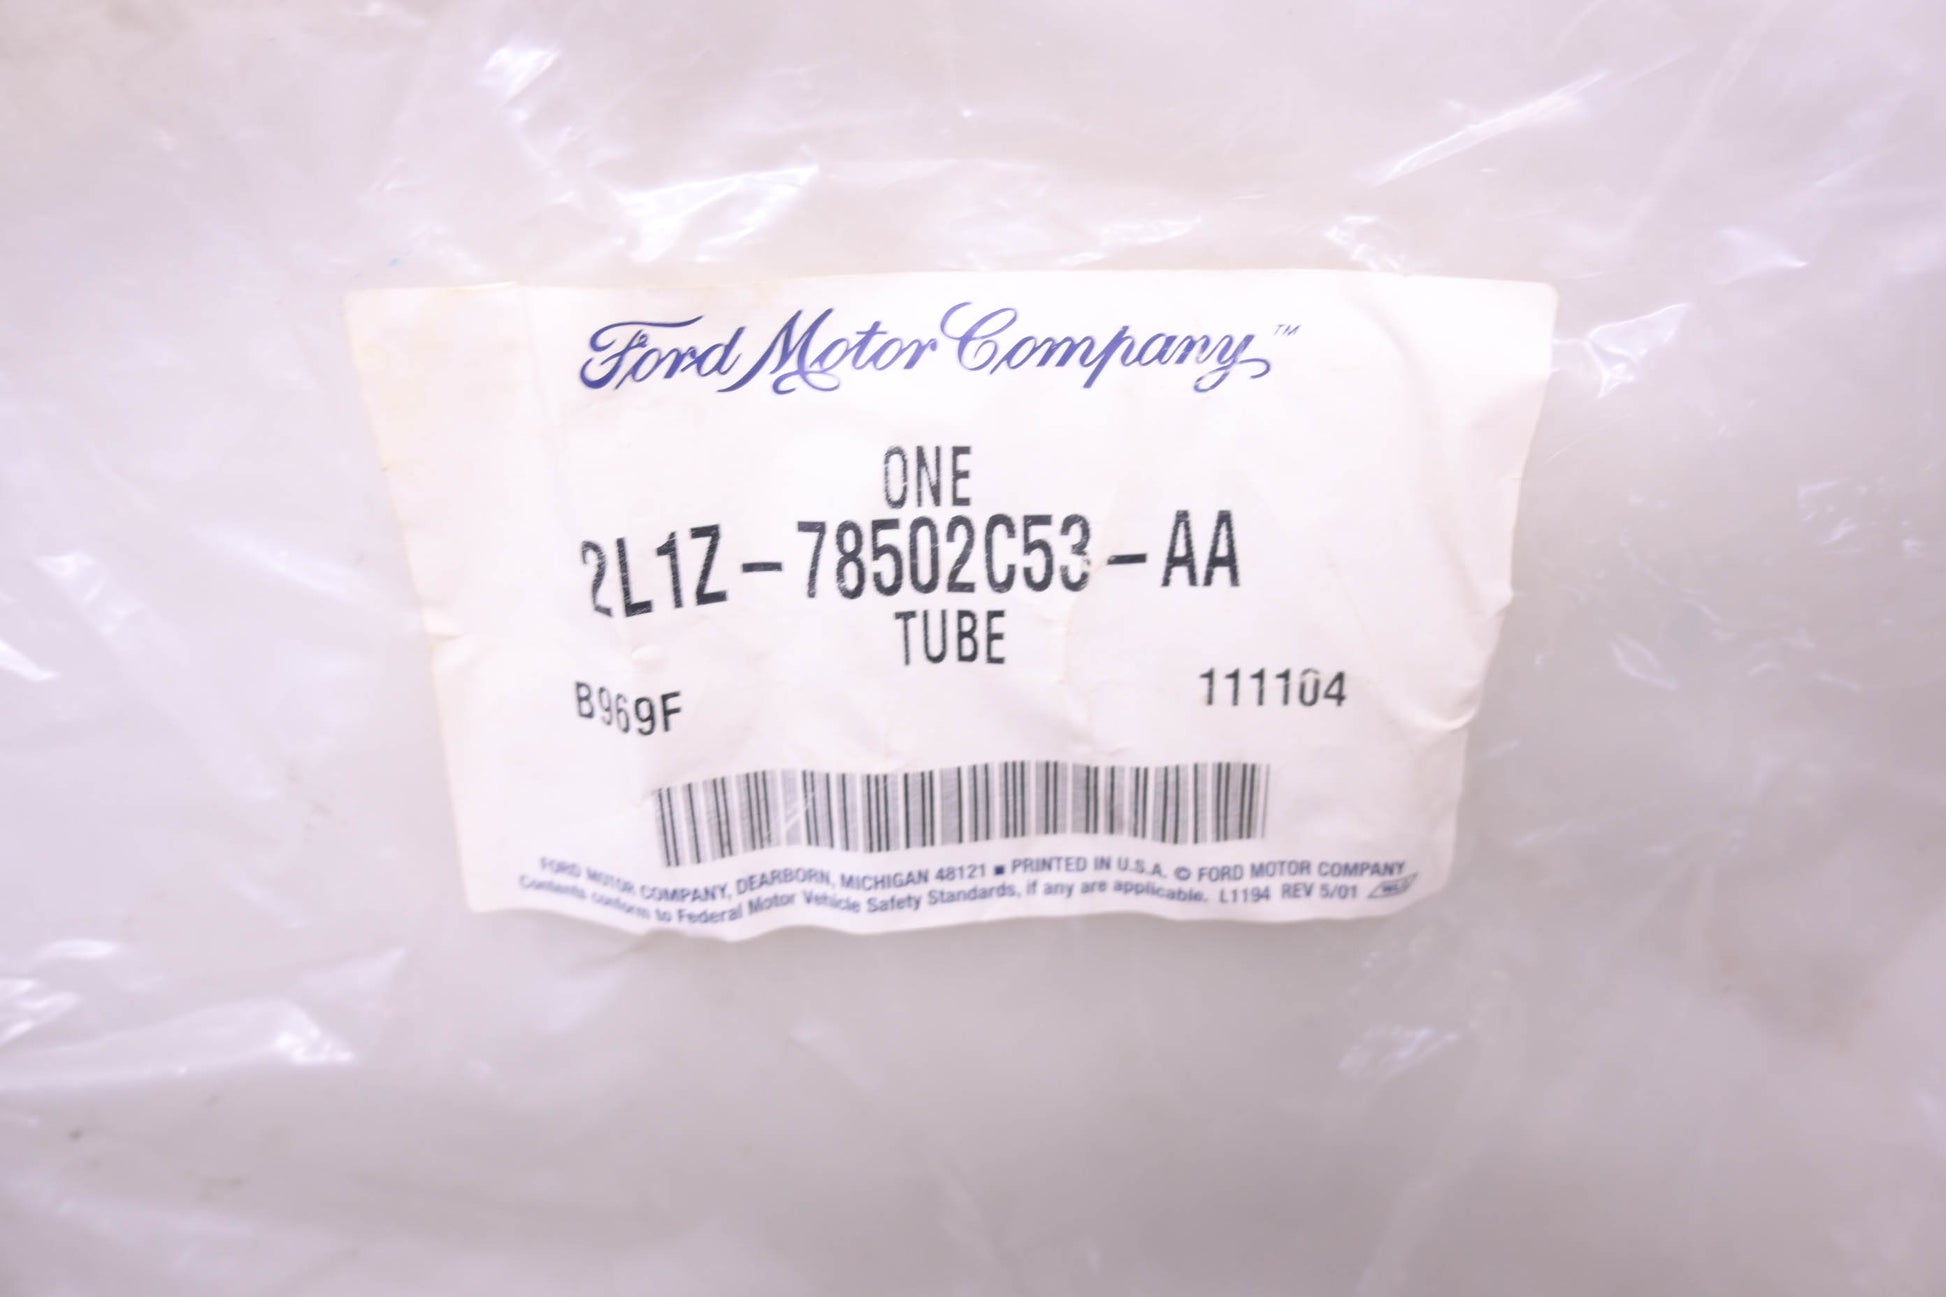 Ford Motor Company™
ONE
2L1Z-78502C53-AA
TUBE
B969F 111104
FORD MOTOR COMPANY, DEARBORN, MICHIGAN 48121 ■ PRINTED IN U.S.A. © FORD MOTOR COMPANY
Contents conform to Federal Motor Vehicle Safety Standards, if any are applicable. L1194 REV 5/01